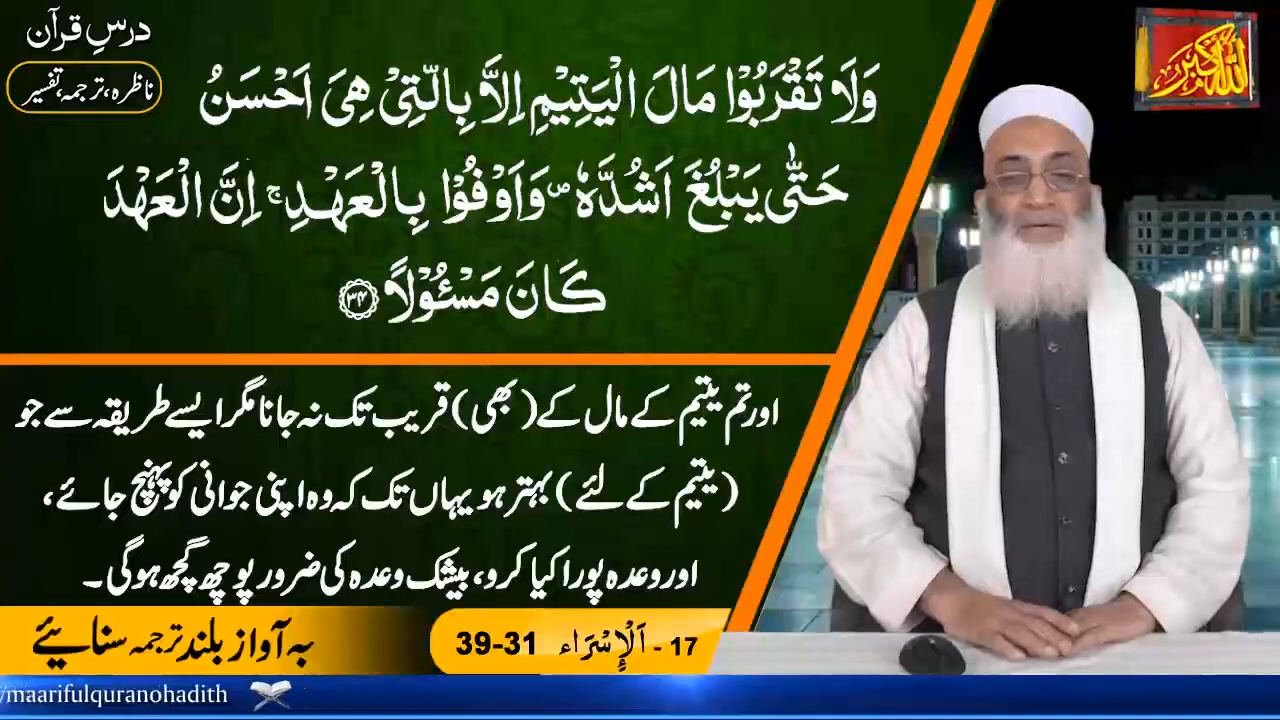 درسِ قرآن
ناظرہ، ترجمہ، تفسیر
وَلَا تَقْرَبُوْا مَالَ الْيَتِيْمِ اِلَّا بِالَّتِىْ هِىَ اَحْسَنُ
حَتّٰى يَبْلُغَ اَشُدَّهٗ ۖ وَاَوْفُوْا بِالْعَهْدِ ۚ اِنَّ الْعَهْدَ
كَانَ مَسْـُٔوْلًا ۳۴
اور تم یتیم کے مال کے (بھی) قریب تک نہ جانا مگر ایسے طریقہ سے جو
(یتیم کے لئے) بہتر ہو یہاں تک کہ وہ اپنی جوانی کو پہنچ جائے،
اور وعدہ پورا کیا کرو، بیشک وعدہ کی ضرور پوچھ گچھ ہوگی۔
بہ آواز بلند ترجمہ سنائیے
17 - اَلْإِسْرَاء 31-39
/maarifulquranohadith
الله أكبر